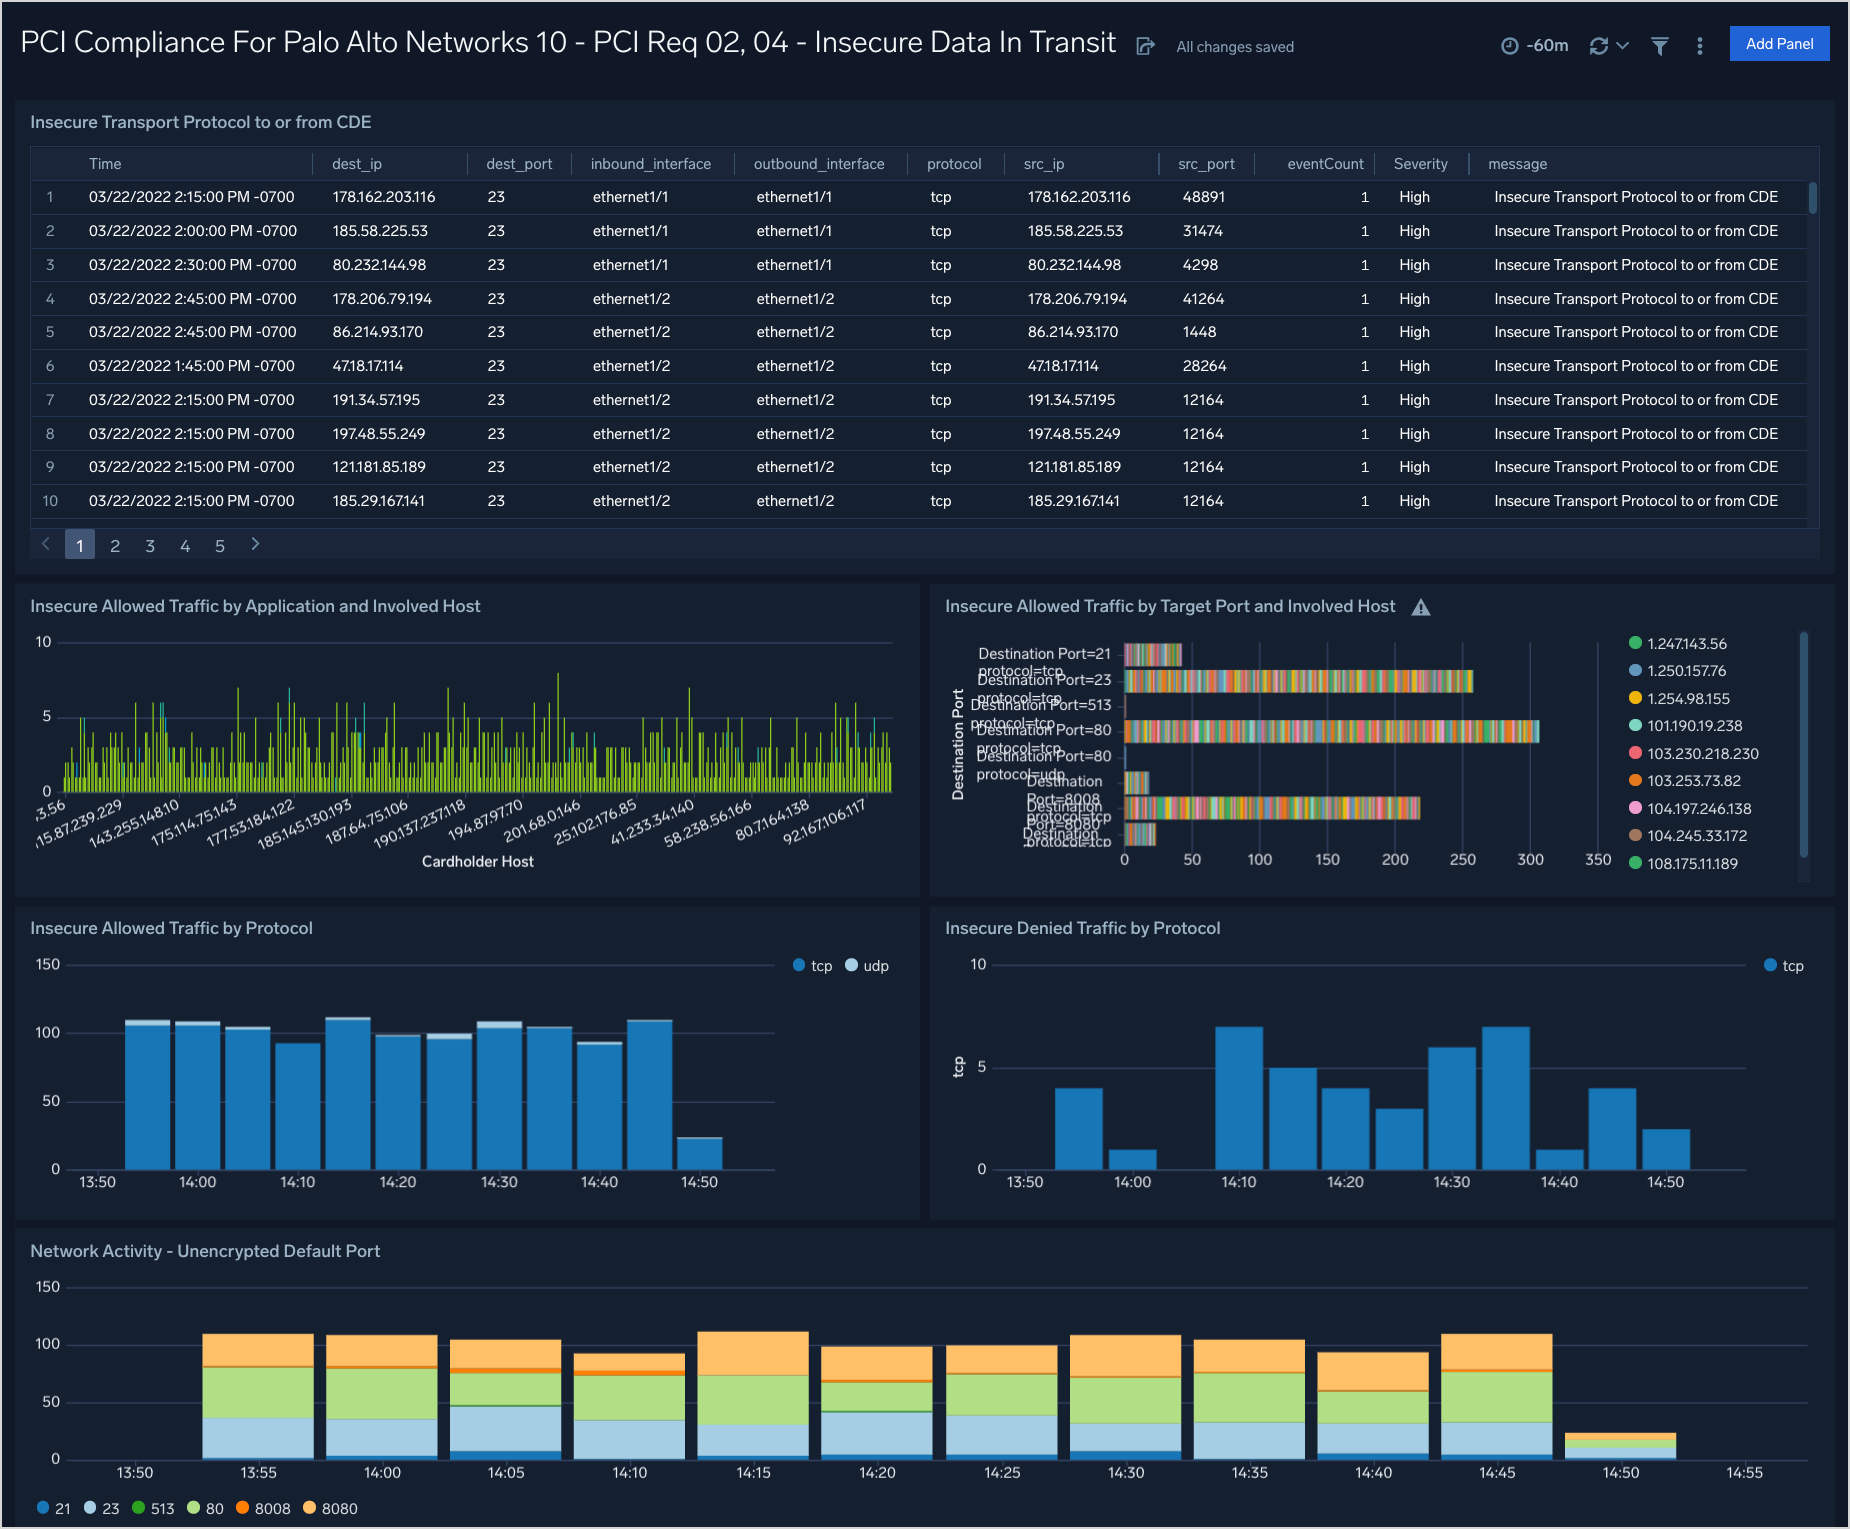 PCI Compliance For Palo Alto Networks 10 - PCI Req 02, 04 - Insecure Data In Transit All changes saved -60m Add Panel
Insecure Transport Protocol to or from CDE
Time dest_ip dest_port inbound_interface outbound_interface protocol src_ip src_port eventCount Severity message
1 03/22/2022 2:15:00 PM -0700 178.162.203.116 23 ethernet1/1 ethernet1/1 tcp 178.162.203.116 48891 1 High Insecure Transport Protocol to or from CDE
2 03/22/2022 2:00:00 PM -0700 185.58.225.53 23 ethernet1/1 ethernet1/1 tcp 185.58.225.53 31474 1 High Insecure Transport Protocol to or from CDE
3 03/22/2022 2:30:00 PM -0700 80.232.144.98 23 ethernet1/1 ethernet1/1 tcp 80.232.144.98 4298 1 High Insecure Transport Protocol to or from CDE
4 03/22/2022 2:45:00 PM -0700 178.206.79.194 23 ethernet1/2 ethernet1/2 tcp 178.206.79.194 41264 1 High Insecure Transport Protocol to or from CDE
5 03/22/2022 2:45:00 PM -0700 86.214.93.170 23 ethernet1/2 ethernet1/2 tcp 86.214.93.170 1448 1 High Insecure Transport Protocol to or from CDE
6 03/22/2022 1:45:00 PM -0700 47.18.17.114 23 ethernet1/2 ethernet1/2 tcp 47.18.17.114 28264 1 High Insecure Transport Protocol to or from CDE
7 03/22/2022 2:15:00 PM -0700 191.34.57.195 23 ethernet1/2 ethernet1/2 tcp 191.34.57.195 12164 1 High Insecure Transport Protocol to or from CDE
8 03/22/2022 2:15:00 PM -0700 197.48.55.249 23 ethernet1/2 ethernet1/2 tcp 197.48.55.249 12164 1 High Insecure Transport Protocol to or from CDE
9 03/22/2022 2:15:00 PM -0700 121.181.85.189 23 ethernet1/2 ethernet1/2 tcp 121.181.85.189 12164 1 High Insecure Transport Protocol to or from CDE
10 03/22/2022 2:15:00 PM -0700 185.29.167.141 23 ethernet1/2 ethernet1/2 tcp 185.29.167.141 12164 1 High Insecure Transport Protocol to or from CDE
1 2 3 4 5
Insecure Allowed Traffic by Application and Involved Host
10
5
0
3.56 15.87.239.229 143.255.148.10 175.114.75.143 177.53.184.122 185.145.130.193 187.64.75.106 190.137.237.118 194.87.97.70 201.68.0.146 25.102.176.85 41.233.34.140 58.238.56.166 80.7.164.138 92.167.106.117
Cardholder Host
Insecure Allowed Traffic by Target Port and Involved Host
Destination Port
Destination Port=21
protocol=tcp
Destination Port=23
protocol=tcp
Destination Port=513
protocol=tcp
Destination Port=80
protocol=tcp
Destination Port=80
protocol=udp
Destination
Port=8008
Destination
protocol=tcp
Port=8080
Destination
protocol=tcp
0 50 100 150 200 250 300 350
1.247.143.56
1.250.157.76
1.254.98.155
101.190.19.238
103.230.218.230
103.253.73.82
104.197.246.138
104.245.33.172
108.175.11.189
Insecure Allowed Traffic by Protocol
150
100
50
0
13:50 14:00 14:10 14:20 14:30 14:40 14:50
tcp udp
Insecure Denied Traffic by Protocol
tcp
10
5
0
13:50 14:00 14:10 14:20 14:30 14:40 14:50
tcp
Network Activity - Unencrypted Default Port
150
100
50
0
13:50 13:55 14:00 14:05 14:10 14:15 14:20 14:25 14:30 14:35 14:40 14:45 14:50 14:55
21 23 513 80 8008 8080